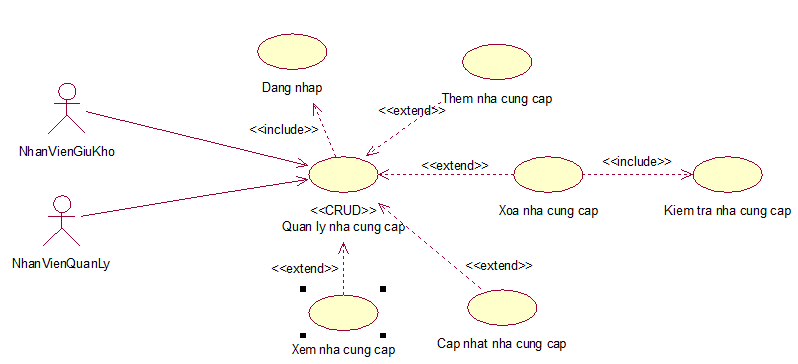 Dang nhap
Them nha cung cap
<<extend>>
<<include>>
NhanVienGiuKho
<<extend>>
<<include>>
<<CRUD>>
Quan ly nha cung cap
Xoa nha cung cap
Kiem tra nha cung cap
NhanVienQuanLy
<<extend>>
<<extend>>
Xem nha cung cap
Cap nhat nha cung cap